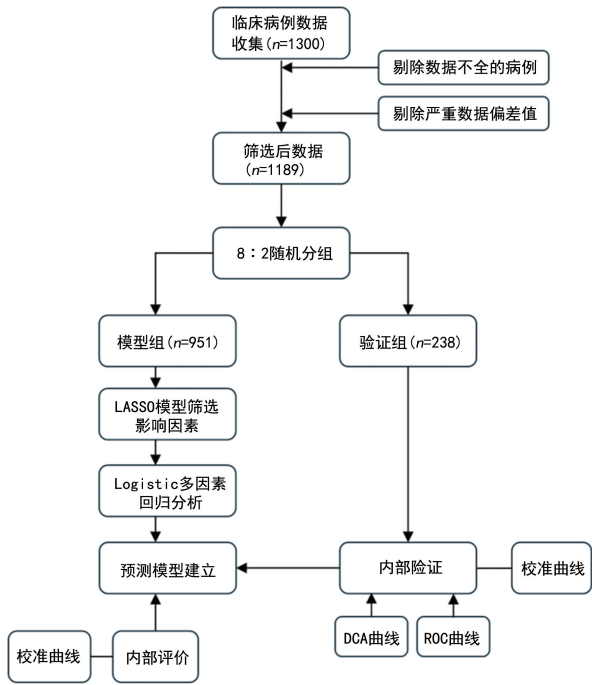 临床病例数据
收集(n=1300)
剔除数据不全的病例
剔除严重数据偏差值
筛选后数据
(n=1189)
8∶2随机分组
模型组(n=951)
验证组(n=238)
LASSO模型筛选
影响因素
Logistic多因素
回归分析
预测模型建立
内部验证
校准曲线
DCA曲线
ROC曲线
校准曲线
内部评价